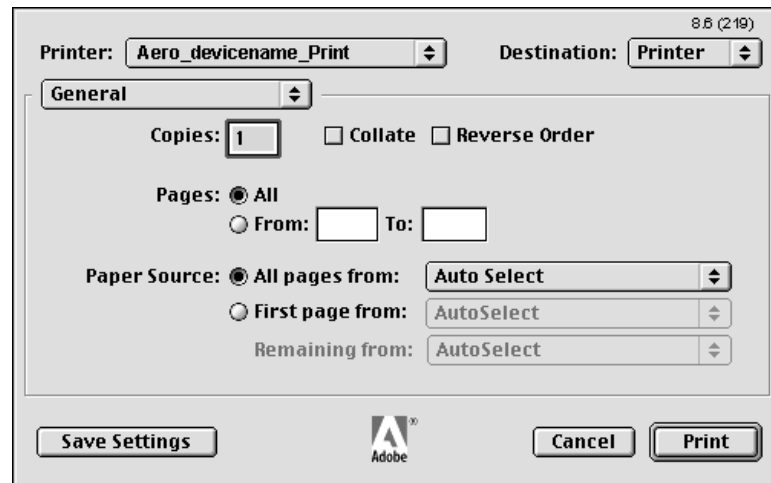 8.6 (219)
Printer: Aero_devicename_Print Destination: Printer
General
Copies: 1 Collate Reverse Order
Pages: All
From: To:
Paper Source: All pages from: Auto Select
First page from: AutoSelect
Remaining from: AutoSelect
Save Settings Adobe® Cancel Print